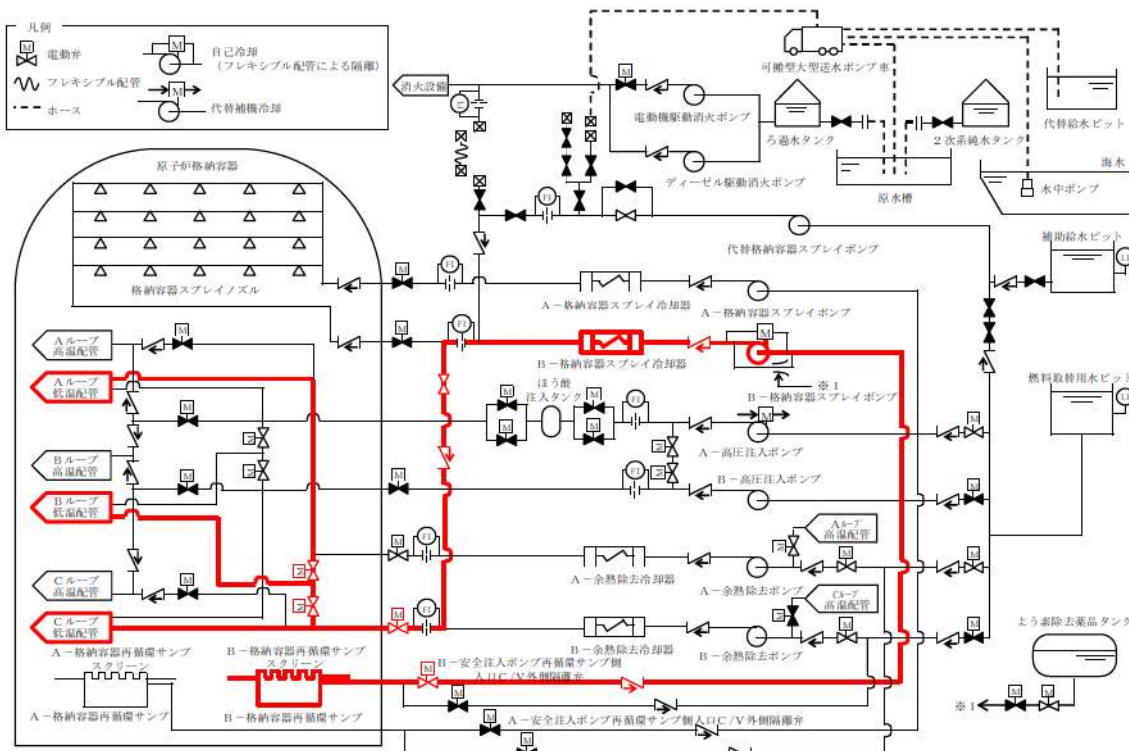 凡例
M
電動弁
フレキシブル配管
ホース
M
自己冷却
(フレキシブル配管による隔離)
M
代替補機冷却
消火設備
M
電動機駆動消火ポンプ
ディーゼル駆動消火ポンプ
可搬型大型送水ポンプ車
ろ過水タンク
2次系純水タンク
原水槽
代替給水ピット
海水
水中ポンプ
代替格納容器スプレイポンプ
補助給水ピット
原子炉格納容器
格納容器スプレイノズル
M
FI
A-格納容器スプレイ冷却器
A-格納容器スプレイポンプ
M
FI
B-格納容器スプレイ冷却器
M
※1
B-格納容器スプレイポンプ
燃料取替用水ピット
Aループ
高温配管
M
Aループ
低温配管
M
ほう酸
注入タンク
M
M
FI
M
A-高圧注入ポンプ
M
Bループ
高温配管
M
M
FI
B-高圧注入ポンプ
M
Bループ
低温配管
Cループ
高温配管
M
M
FI
A-余熱除去冷却器
A-余熱除去ポンプ
Aループ
高温配管
M
M
Cループ
低温配管
M
FI
B-余熱除去冷却器
B-余熱除去ポンプ
Cループ
高温配管
M
M
よう素除去薬品タンク
A-格納容器再循環サンプ
スクリーン
B-格納容器再循環サンプ
スクリーン
M
B-安全注入ポンプ再循環サンプ側
入口C/V外側隔離弁
A-格納容器再循環サンプ
B-格納容器再循環サンプ
M
A-安全注入ポンプ再循環サンプ側入口C/V外側隔離弁
M
※1
M
M